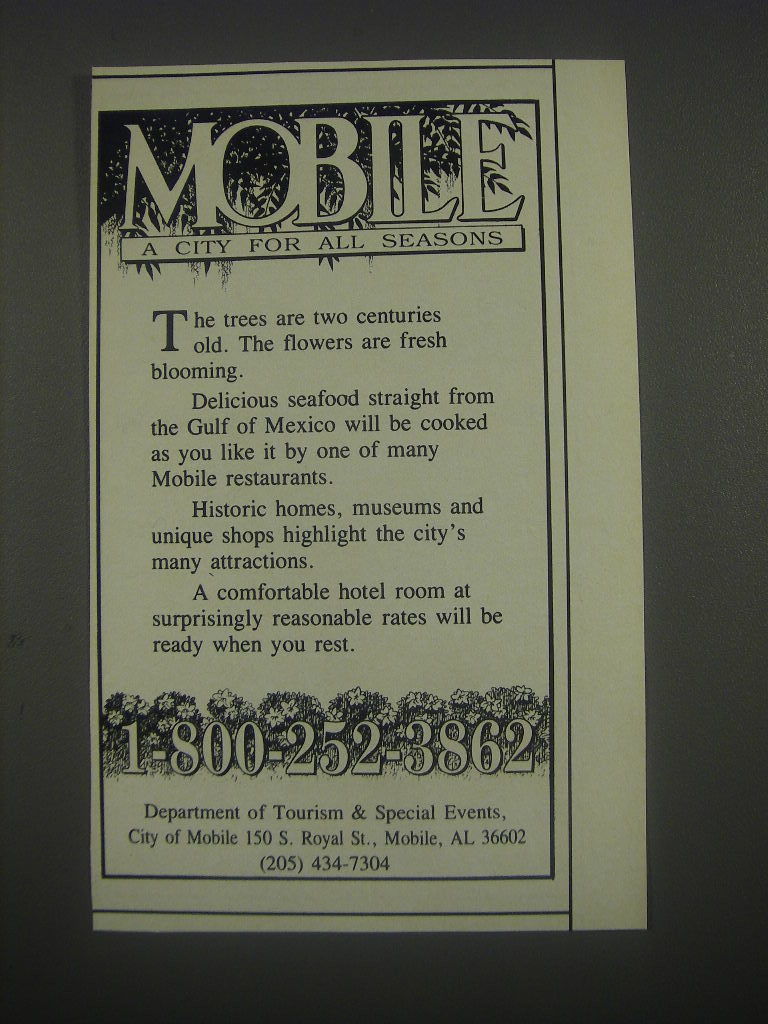 MOBILE
A CITY FOR ALL SEASONS
The trees are two centuries
old. The flowers are fresh
blooming.
Delicious seafood straight from
the Gulf of Mexico will be cooked
as you like it by one of many
Mobile restaurants.
Historic homes, museums and
unique shops highlight the city's
many attractions.
A comfortable hotel room at
surprisingly reasonable rates will be
ready when you rest.
1-800-252-3862
Department of Tourism & Special Events,
City of Mobile 150 S. Royal St., Mobile, AL 36602
(205) 434-7304